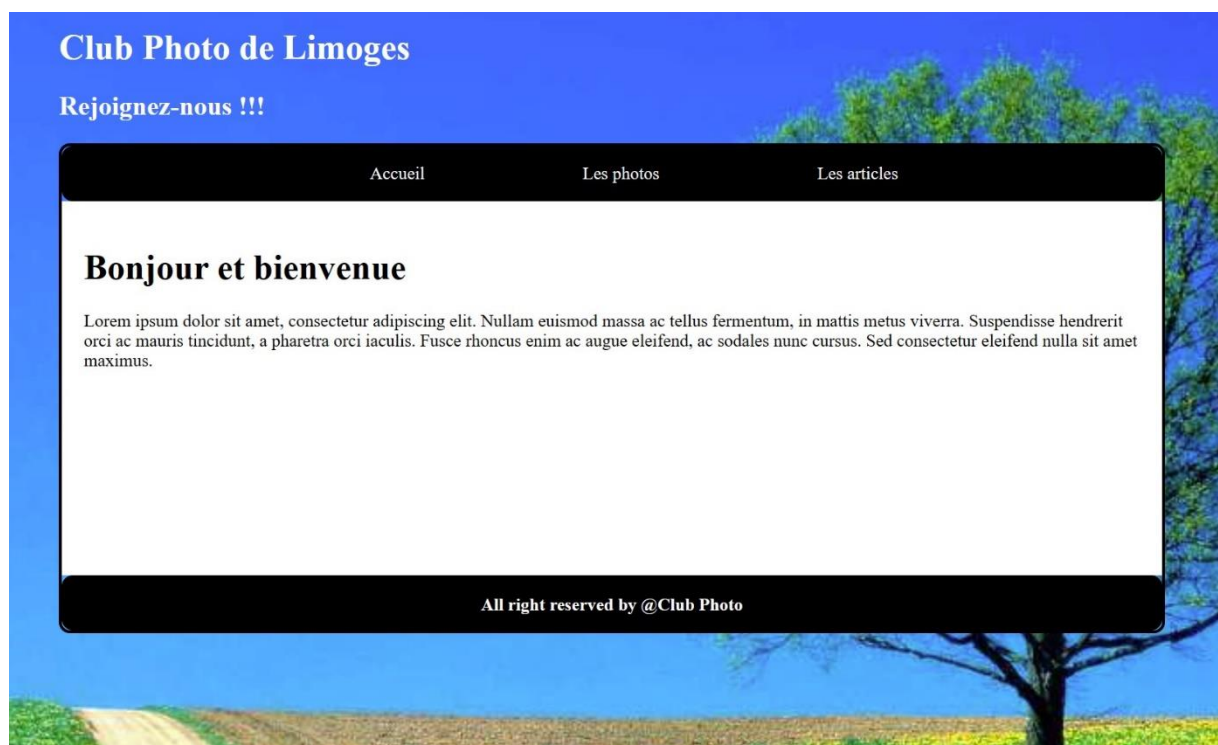 Club Photo de Limoges
Rejoignez-nous !!!
Accueil Les photos Les articles
Bonjour et bienvenue
Lorem ipsum dolor sit amet, consectetur adipiscing elit. Nullam euismod massa ac tellus fermentum, in mattis metus viverra. Suspendisse hendrerit
orci ac mauris tincidunt, a pharetra orci iaculis. Fusce rhoncus enim ac augue eleifend, ac sodales nunc cursus. Sed consectetur eleifend nulla sit amet
maximus.
All right reserved by @Club Photo